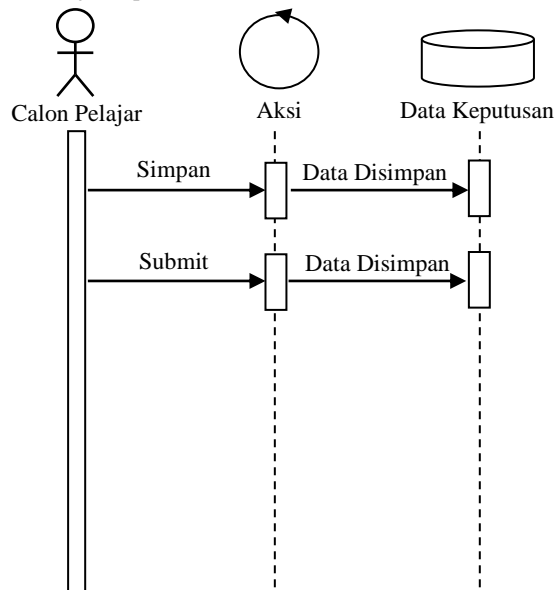 Calon Pelajar
Aksi
Data Keputusan
Simpan
Data Disimpan
Submit
Data Disimpan